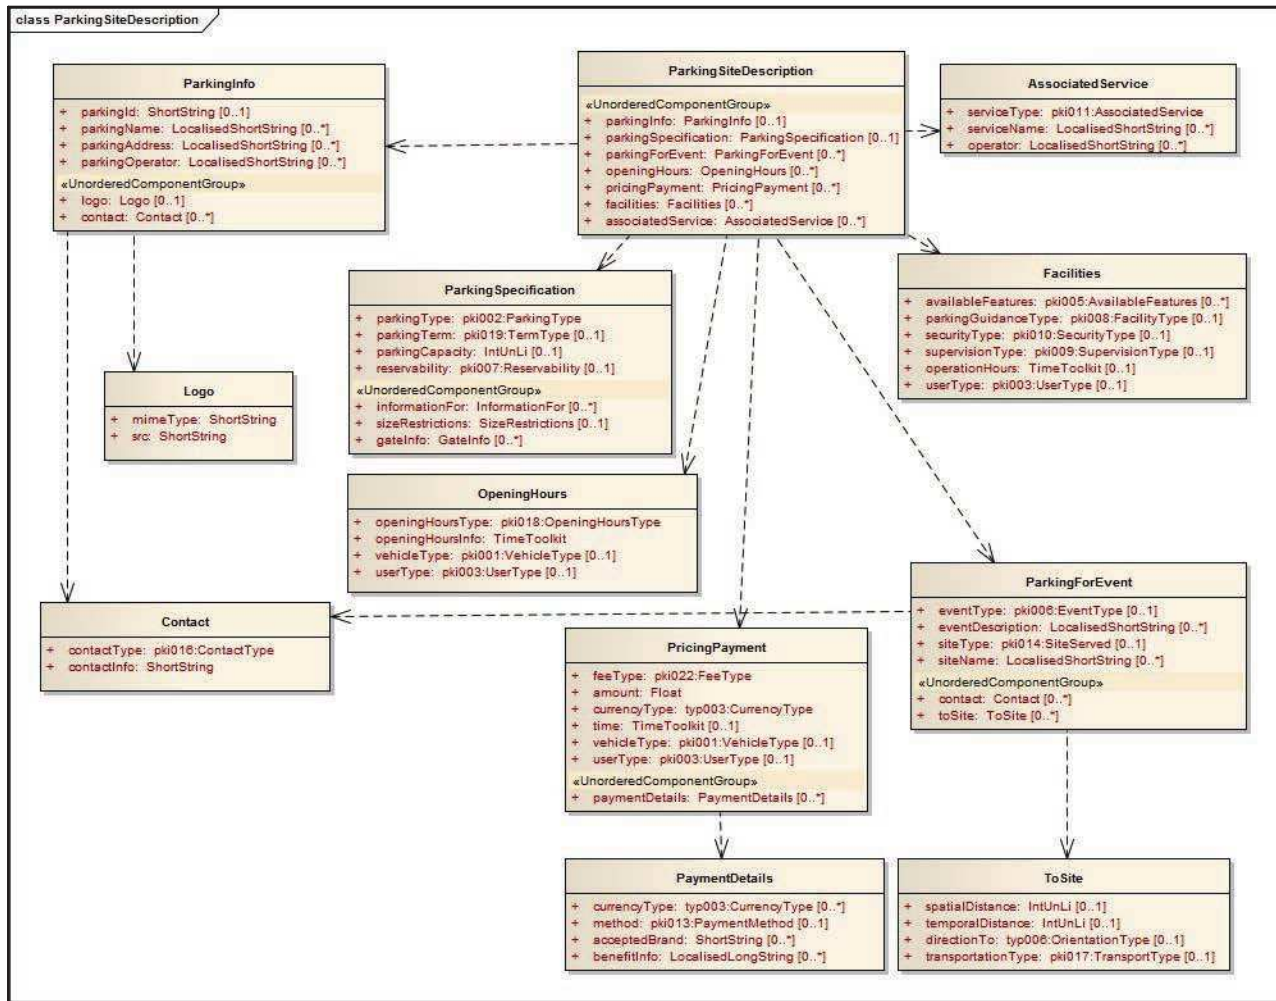 class ParkingSiteDescription
ParkingInfo
+ parkingId: ShortString [0..1]
+ parkingName: LocalisedShortString [0..*]
+ parkingAddress: LocalisedShortString [0..*]
+ parkingOperator: LocalisedShortString [0..*]
«UnorderedComponentGroup»
+ logo: Logo [0..1]
+ contact: Contact [0..*]
ParkingSiteDescription
«UnorderedComponentGroup»
+ parkingInfo: ParkingInfo [0..1]
+ parkingSpecification: ParkingSpecification [0..1]
+ parkingForEvent: ParkingForEvent [0..*]
+ openingHours: OpeningHours [0..*]
+ pricingPayment: PricingPayment [0..*]
+ facilities: Facilities [0..*]
+ associatedService: AssociatedService [0..*]
AssociatedService
+ serviceType: pki011:AssociatedService
+ serviceName: LocalisedShortString [0..*]
+ operator: LocalisedShortString [0..*]
ParkingSpecification
+ parkingType: pki002:ParkingType
+ parkingTerm: pki019:TermType [0..1]
+ parkingCapacity: IntUnLi [0..1]
+ reservability: pki007:Reservability [0..1]
«UnorderedComponentGroup»
+ informationFor: InformationFor [0..*]
+ sizeRestrictions: SizeRestrictions [0..1]
+ gateInfo: GateInfo [0..*]
Facilities
+ availableFeatures: pki005:AvailableFeatures [0..*]
+ parkingGuidanceType: pki008:FacilityType [0..1]
+ securityType: pki010:SecurityType [0..1]
+ supervisionType: pki009:SupervisionType [0..1]
+ operationHours: TimeToolkit [0..1]
+ userType: pki003:UserType [0..1]
Logo
+ mimeType: ShortString
+ src: ShortString
OpeningHours
+ openingHoursType: pki018:OpeningHoursType
+ openingHoursInfo: TimeToolkit
+ vehicleType: pki001:VehicleType [0..1]
+ userType: pki003:UserType [0..1]
Contact
+ contactType: pki016:ContactType
+ contactInfo: ShortString
ParkingForEvent
+ eventType: pki006:EventType [0..1]
+ eventDescription: LocalisedShortString [0..*]
+ siteType: pki014:SiteServed [0..1]
+ siteName: LocalisedShortString [0..*]
«UnorderedComponentGroup»
+ contact: Contact [0..*]
+ toSite: ToSite [0..*]
PricingPayment
+ feeType: pki022:FeeType
+ amount: Float
+ currencyType: typ003:CurrencyType
+ time: TimeToolkit [0..1]
+ vehicleType: pki001:VehicleType [0..1]
+ userType: pki003:UserType [0..1]
«UnorderedComponentGroup»
+ paymentDetails: PaymentDetails [0..*]
PaymentDetails
+ currencyType: typ003:CurrencyType [0..*]
+ method: pki013:PaymentMethod [0..1]
+ acceptedBrand: ShortString [0..*]
+ benefitInfo: LocalisedLongString [0..*]
ToSite
+ spatialDistance: IntUnLi [0..1]
+ temporalDistance: IntUnLi [0..1]
+ directionTo: typ006:OrientationType [0..1]
+ transportationType: pki017:TransportType [0..1]